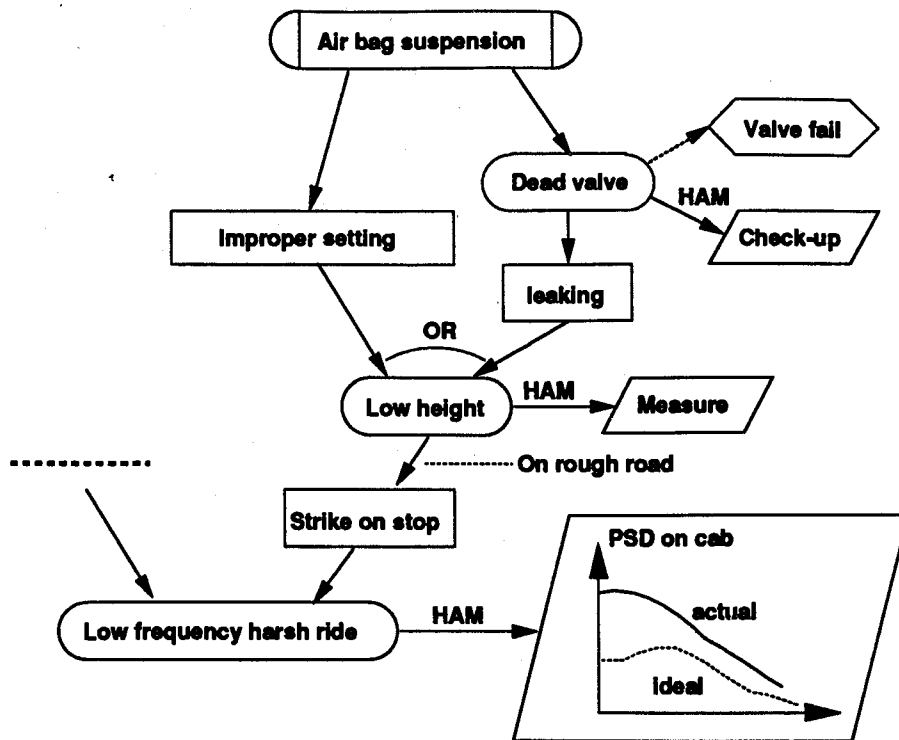 Air bag suspension
Valve fail
Dead valve
HAM
Improper setting
Check-up
leaking
OR
Low height
HAM
Measure
On rough road
Strike on stop
PSD on cab
actual
Low frequency harsh ride
HAM
ideal